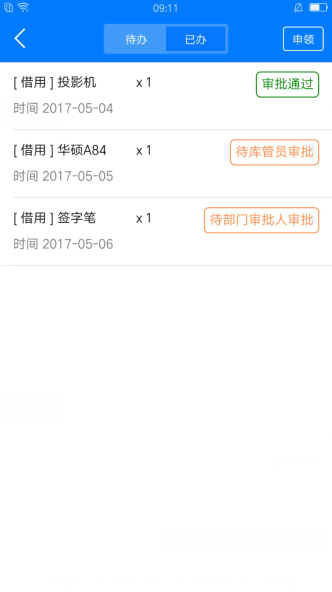 09:11
待办 已办 申领
[ 借用 ] 投影机 x 1 审批通过
时间 2017-05-04
[ 借用 ] 华硕A84 x 1 待库管员审批
时间 2017-05-05
[ 借用 ] 签字笔 x 1 待部门审批人审批
时间 2017-05-06